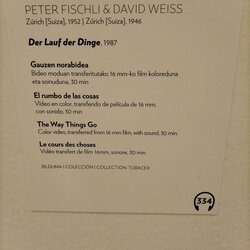 PETER FISCHLI & DAVID WEISS
Zürich [Suiza], 1952 | Zürich [Suiza], 1946
Der Lauf der Dinge, 1987
Gauzen norabidea
Bideo moduan transferitutako 16 mm-ko film koloreduna
eta soinuduna, 30 min
El rumbo de las cosas
Vídeo en color, transferido de película de 16 mm,
con sonido, 30 min
The Way Things Go
Color video, transferred from 16 mm film, with sound, 30 min
Le cours des choses
Vidéo transfert de film 16mm, sonore, 30 min
BILDUMA | COLECCIÓN | COLLECTION: TUBACEX
334